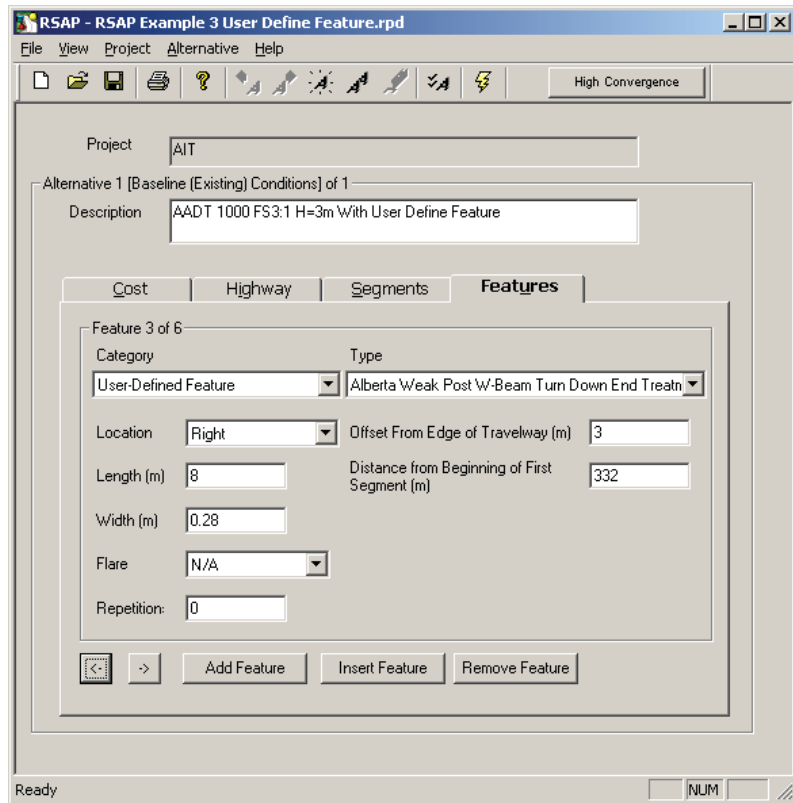 RSAP - RSAP Example 3 User Define Feature.rpd
File View Project Alternative Help
High Convergence
Project AIT
Alternative 1 [Baseline (Existing) Conditions] of 1
Description AADT 1000 FS3:1 H=3m With User Define Feature
Cost Highway Segments Features
Feature 3 of 6
Category Type
User-Defined Feature Alberta Weak Post W-Beam Turn Down End Treatn
Location Right Offset From Edge of Travelway (m) 3
Length (m) 8 Distance from Beginning of First
Segment (m) 332
Width (m) 0.28
Flare N/A
Repetition: 0
<- -> Add Feature Insert Feature Remove Feature
Ready NUM